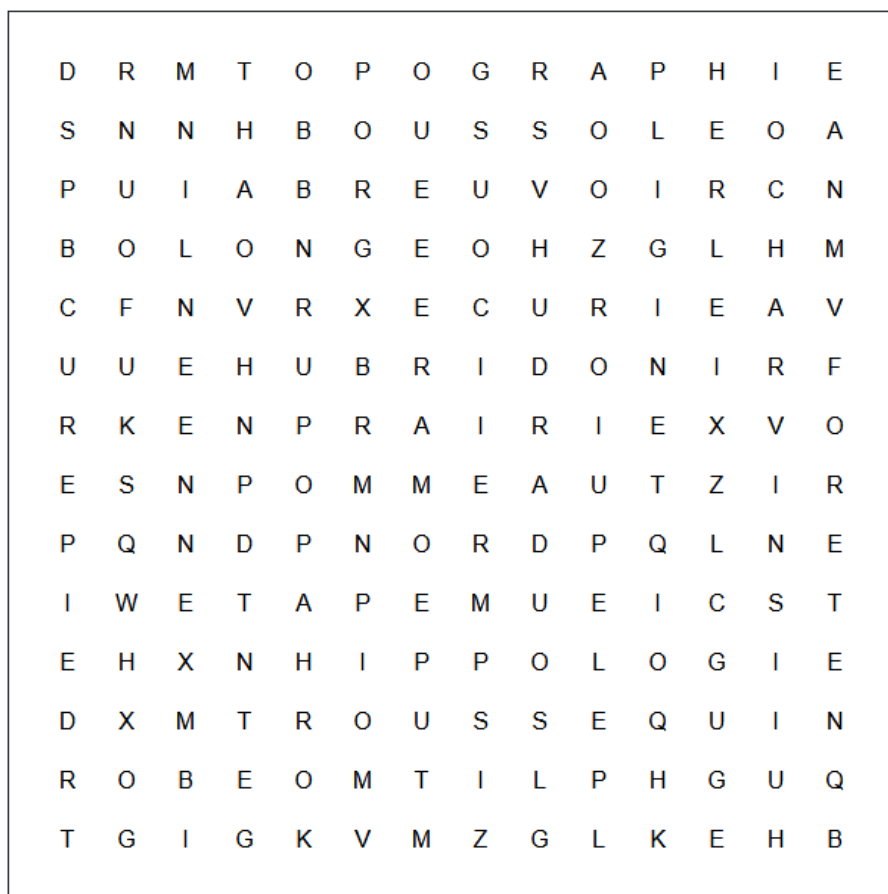 D R M T O P O G R A P H I E
S N N H B O U S S O L E O A
P U I A B R E U V O I R C N
B O L O N G E O H Z G L H M
C F N V R X E C U R I E A V
U U E H U B R I D O N I R F
R K E N P R A I R I E X V O
E S N P O M M E A U T Z I R
P Q N D P N O R D P Q L N E
I W E T A P E M U E I C S T
E H X N H I P P O L O G I E
D X M T R O U S S E Q U I N
R O B E O M T I L P H G U Q
T G I G K V M Z G L K E H B